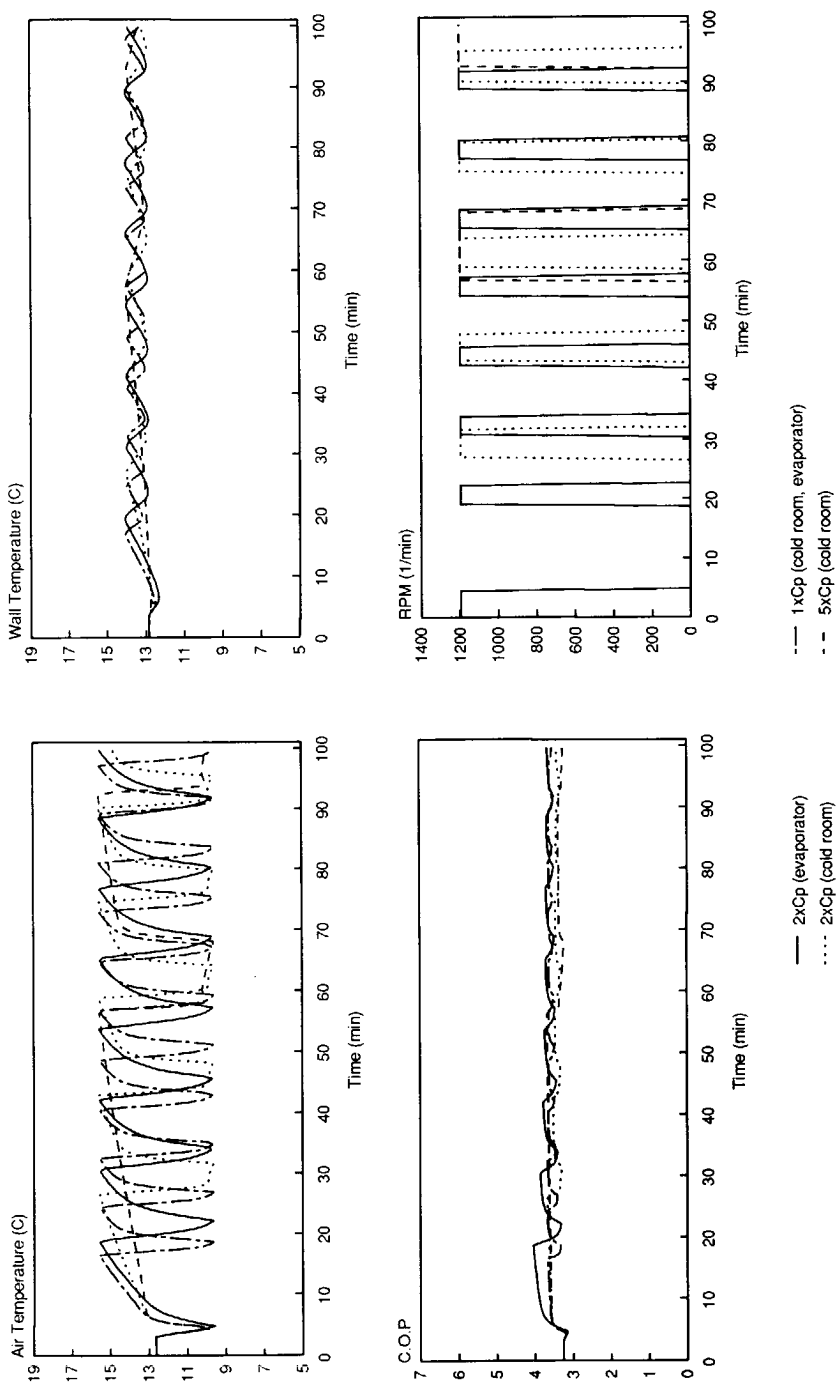 Air Temperature (C)
19
17
15
13
11
9
7
5
0 10 20 30 40 50 60 70 80 90 100
Time (min)
Wall Temperature (C)
19
17
15
13
11
9
7
5
0 10 20 30 40 50 60 70 80 90 100
Time (min)
C.O.P
7
6
5
4
3
2
1
0
0 10 20 30 40 50 60 70 80 90 100
Time (min)
RPM (1/min)
1400
1200
1000
800
600
400
200
0
0 10 20 30 40 50 60 70 80 90 100
Time (min)
2xCp (evaporator)
2xCp (cold room)
1xCp (cold room, evaporator)
5xCp (cold room)